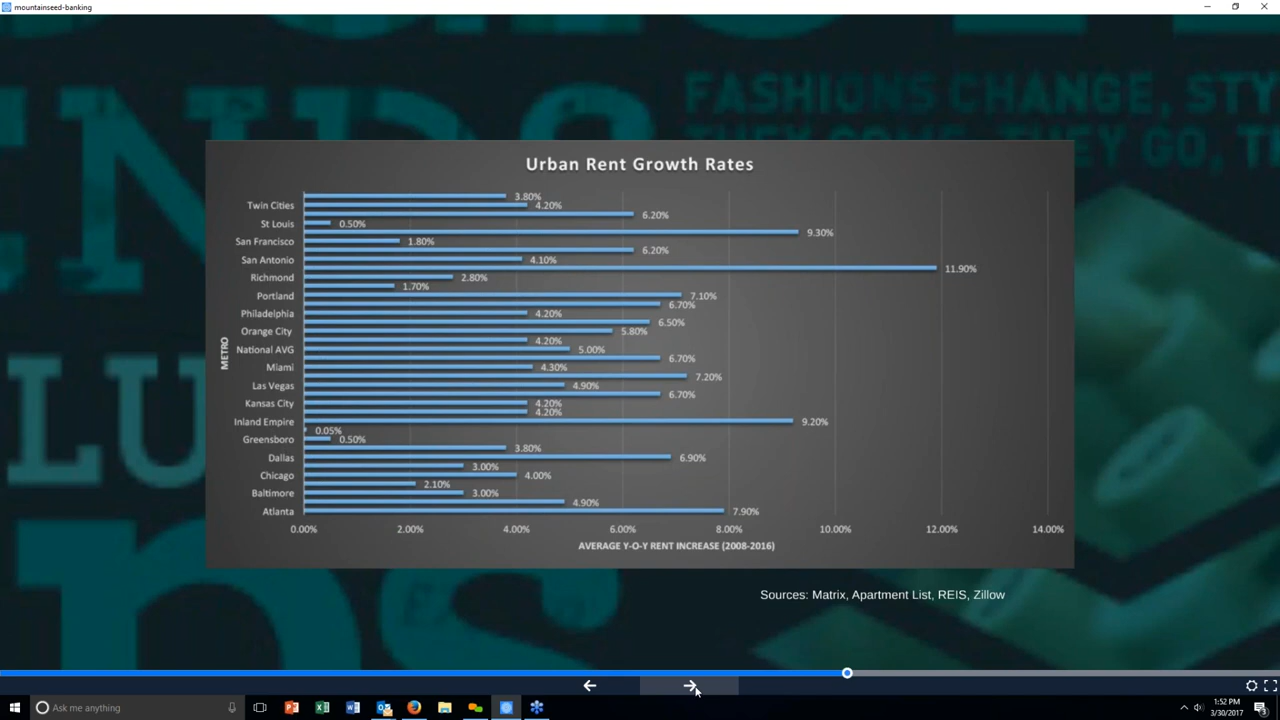 mountainseed-banking
FASHIONS CHANGE, STY
THEY COME, THEY GO, T
Urban Rent Growth Rates
3.80%
Twin Cities 4.20%
6.20%
St Louis 0.50%
9.30%
San Francisco 1.80%
6.20%
San Antonio 4.10%
11.90%
Richmond 2.80%
1.70%
Portland 7.10%
6.70%
Philadelphia 4.20%
6.50%
Orange City 5.80%
4.20%
National AVG 5.00%
6.70%
Miami 4.30%
7.20%
Las Vegas 4.90%
6.70%
Kansas City 4.20%
4.20%
Inland Empire 9.20%
0.05%
Greensboro 0.50%
3.80%
Dallas 6.90%
3.00%
Chicago 4.00%
2.10%
Baltimore 3.00%
4.90%
Atlanta 7.90%
METRO
0.00% 2.00% 4.00% 6.00% 8.00% 10.00% 12.00% 14.00%
AVERAGE Y-O-Y RENT INCREASE (2008-2016)
Sources: Matrix, Apartment List, REIS, Zillow
Ask me anything
1:52 PM
3/30/2017
3